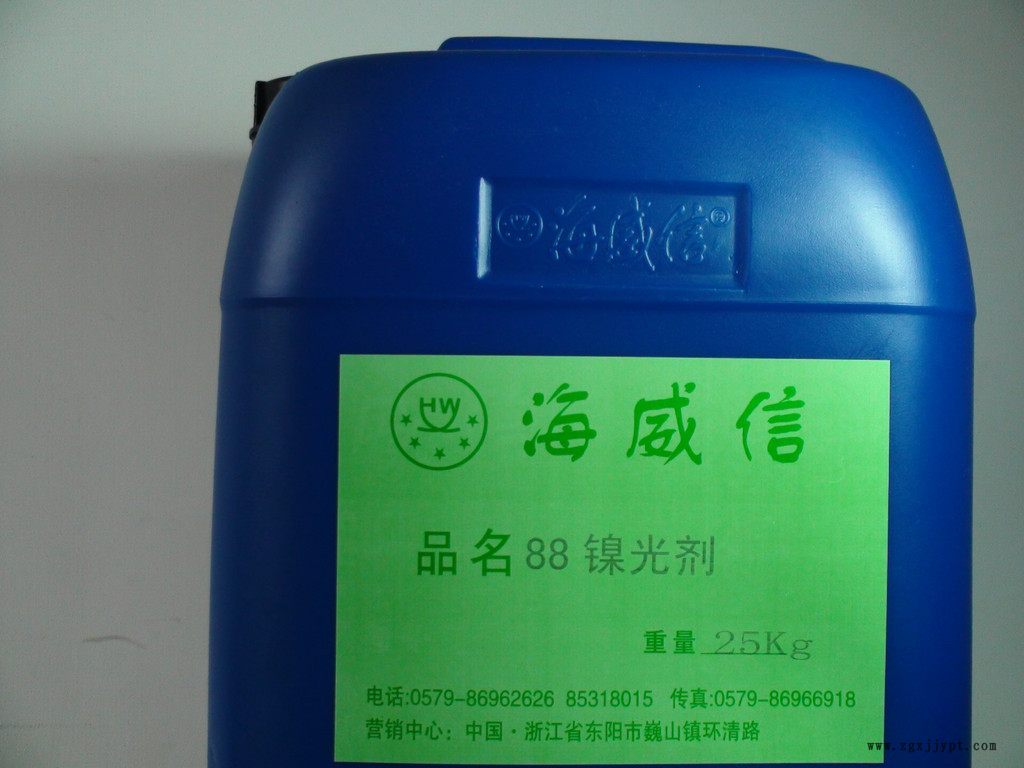 海威信®
HW
海威信
品名 88 镍光剂
重量 25Kg
电话:0579-86962626 85318015 传真:0579-86966918
营销中心：中国·浙江省东阳市巍山镇环清路
www.zgxjjypt.com